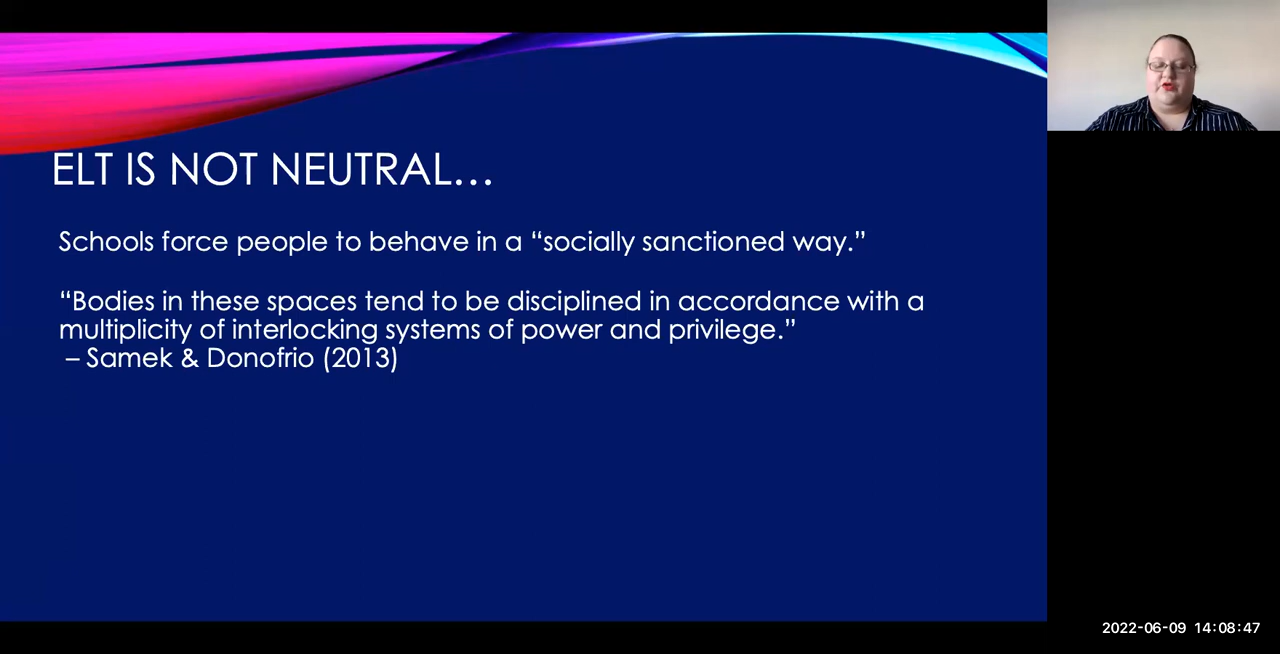 ELT IS NOT NEUTRAL…
Schools force people to behave in a “socially sanctioned way.”
“Bodies in these spaces tend to be disciplined in accordance with a
multiplicity of interlocking systems of power and privilege.”
– Samek & Donofrio (2013)
2022-06-09 14:08:47